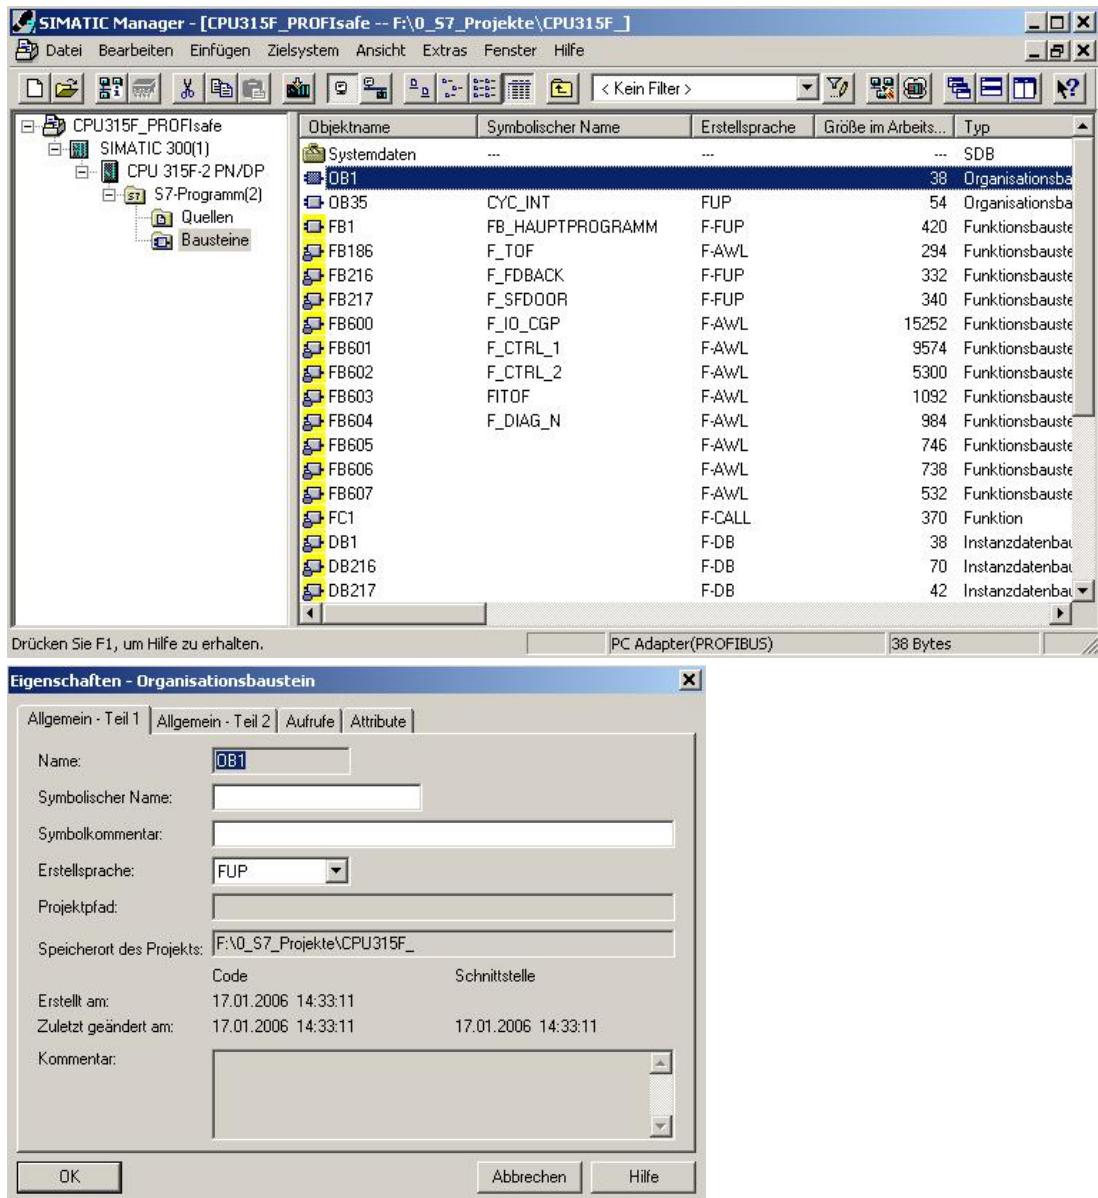 SIMATIC Manager - [CPU315F_PROFIsafe -- F:\0_S7_Projekte\CPU315F_]
Datei Bearbeiten Einfügen Zielsystem Ansicht Extras Fenster Hilfe
< Kein Filter >
CPU315F_PROFIsafe
SIMATIC 300(1)
CPU 315F-2 PN/DP
S7-Programm(2)
Quellen
Bausteine
Objektname Symbolischer Name Erstellsprache Größe im Arbeits... Typ
Systemdaten --- --- --- SDB
OB1 38 Organisationsba
OB35 CYC_INT FUP 54 Organisationsba
FB1 FB_HAUPTPROGRAMM F-FUP 420 Funktionsbauste
FB186 F_TOF F-AWL 294 Funktionsbauste
FB216 F_FDBACK F-FUP 332 Funktionsbauste
FB217 F_SFDOOR F-FUP 340 Funktionsbauste
FB600 F_IO_CGP F-AWL 15252 Funktionsbauste
FB601 F_CTRL_1 F-AWL 9574 Funktionsbauste
FB602 F_CTRL_2 F-AWL 5300 Funktionsbauste
FB603 FITOF F-AWL 1092 Funktionsbauste
FB604 F_DIAG_N F-AWL 984 Funktionsbauste
FB605 F-AWL 746 Funktionsbauste
FB606 F-AWL 738 Funktionsbauste
FB607 F-AWL 532 Funktionsbauste
FC1 F-CALL 370 Funktion
DB1 F-DB 38 Instanzdatenbau
DB216 F-DB 70 Instanzdatenbau
DB217 F-DB 42 Instanzdatenbau
Drücken Sie F1, um Hilfe zu erhalten. PC Adapter(PROFIBUS) 38 Bytes
Eigenschaften - Organisationsbaustein
Allgemein - Teil 1 Allgemein - Teil 2 Aufrufe Attribute
Name: OB1
Symbolischer Name:
Symbolkommentar:
Erstellsprache: FUP
Projektpfad:
Speicherort des Projekts: F:\0_S7_Projekte\CPU315F_
Code Schnittstelle
Erstellt am: 17.01.2006 14:33:11
Zuletzt geändert am: 17.01.2006 14:33:11 17.01.2006 14:33:11
Kommentar:
OK Abbrechen Hilfe